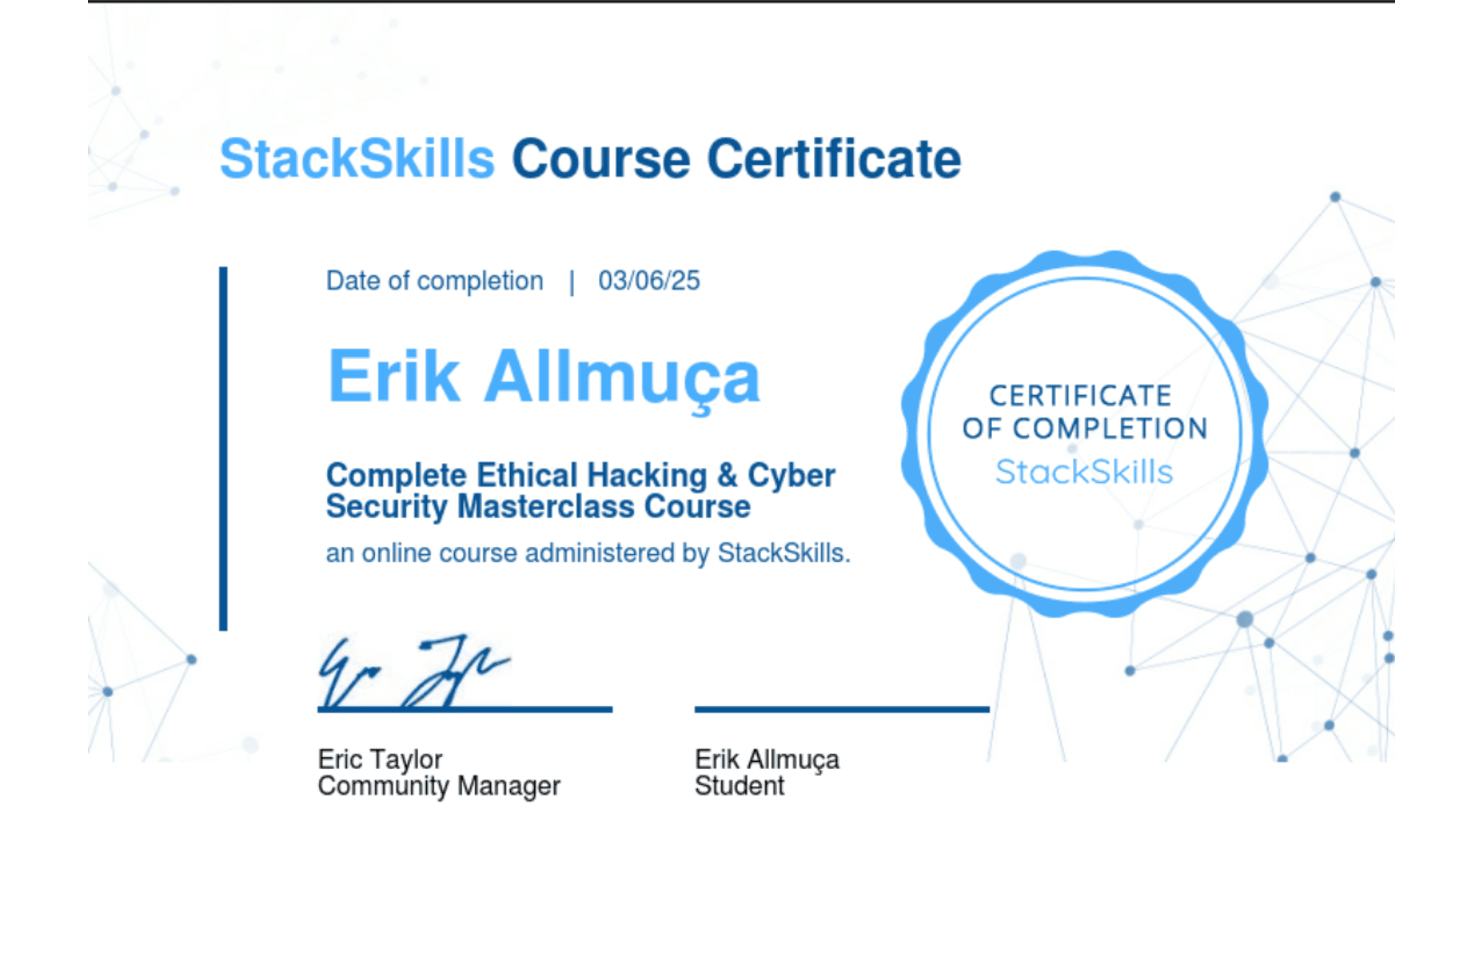 StackSkills Course Certificate
Date of completion | 03/06/25
Erik Allmuça
Complete Ethical Hacking & Cyber
Security Masterclass Course
an online course administered by StackSkills.
CERTIFICATE
OF COMPLETION
StackSkills
Eric Taylor
Community Manager
Erik Allmuça
Student